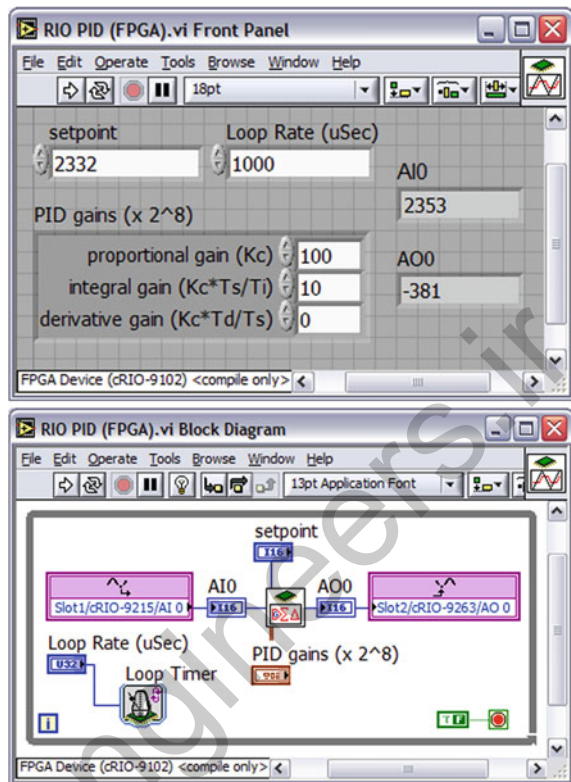 RIO PID (FPGA).vi Front Panel
File Edit Operate Tools Browse Window Help
18pt
setpoint
2332
Loop Rate (uSec)
1000
AI0
2353
PID gains (x 2^8)
proportional gain (Kc) 100
integral gain (Kc*Ts/Ti) 10
derivative gain (Kc*Td/Ts) 0
AO0
-381
FPGA Device (cRIO-9102) <compile only>
RIO PID (FPGA).vi Block Diagram
File Edit Operate Tools Browse Window Help
13pt Application Font
setpoint
I16
Slot1/cRIO-9215/AI 0
AI0
I16
AO0
I16
Slot2/cRIO-9263/AO 0
Loop Rate (uSec)
U32
Loop Timer
PID gains (x 2^8)
i
T F
FPGA Device (cRIO-9102) <compile only>
ngineers.ir